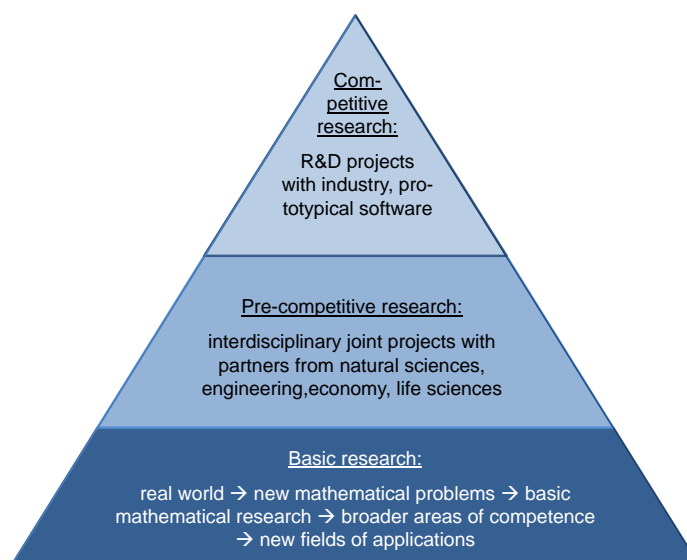 Com-
petitive
research:
R&D projects
with industry, pro-
totypical software
Pre-competitive research:
interdisciplinary joint projects with
partners from natural sciences,
engineering,economy, life sciences
Basic research:
real world → new mathematical problems → basic
mathematical research → broader areas of competence
→ new fields of applications